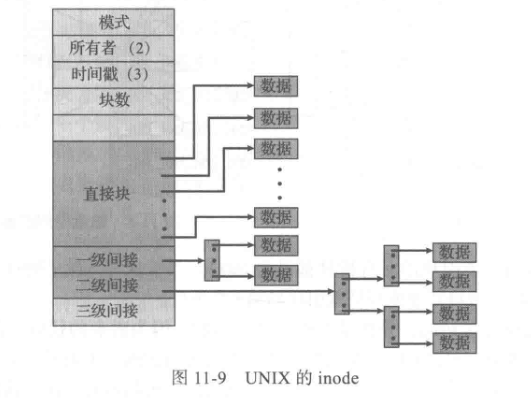 模式
所有者（2）
时间戳（3）
块数
直接块
一级间接
二级间接
三级间接
数据
数据
数据
数据
数据
数据
数据
数据
数据
数据
图 11-9 UNIX 的 inode